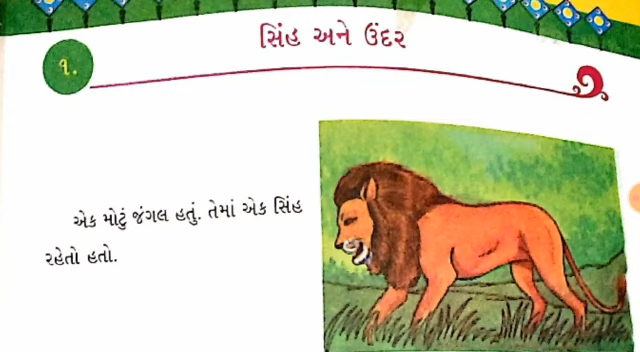 સિંહ અને ઉંદર
૧.
એક મોટું જંગલ હતું. તેમાં એક સિંહ
રહેતો હતો.